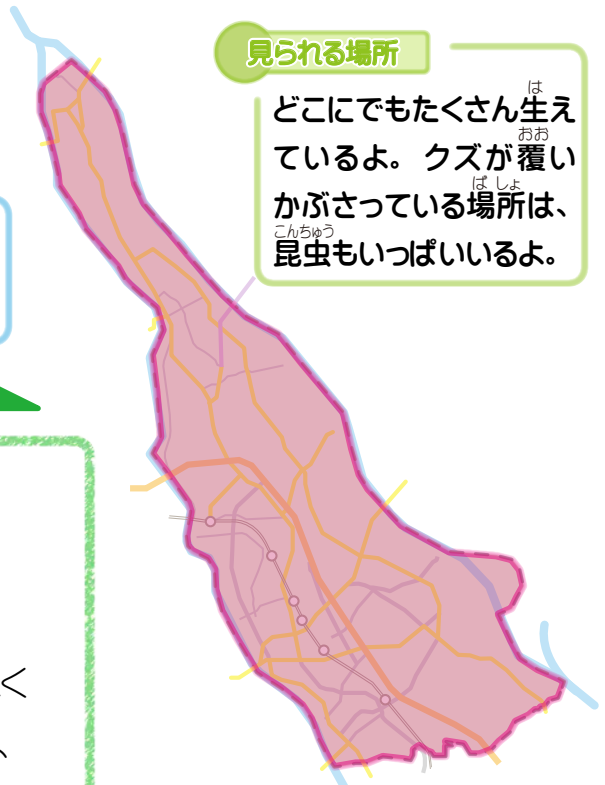 見られる場所
どこにでもたくさん生え
ているよ。クズが覆い
かぶさっている場所は、
昆虫もいっぱいいるよ。
く
、